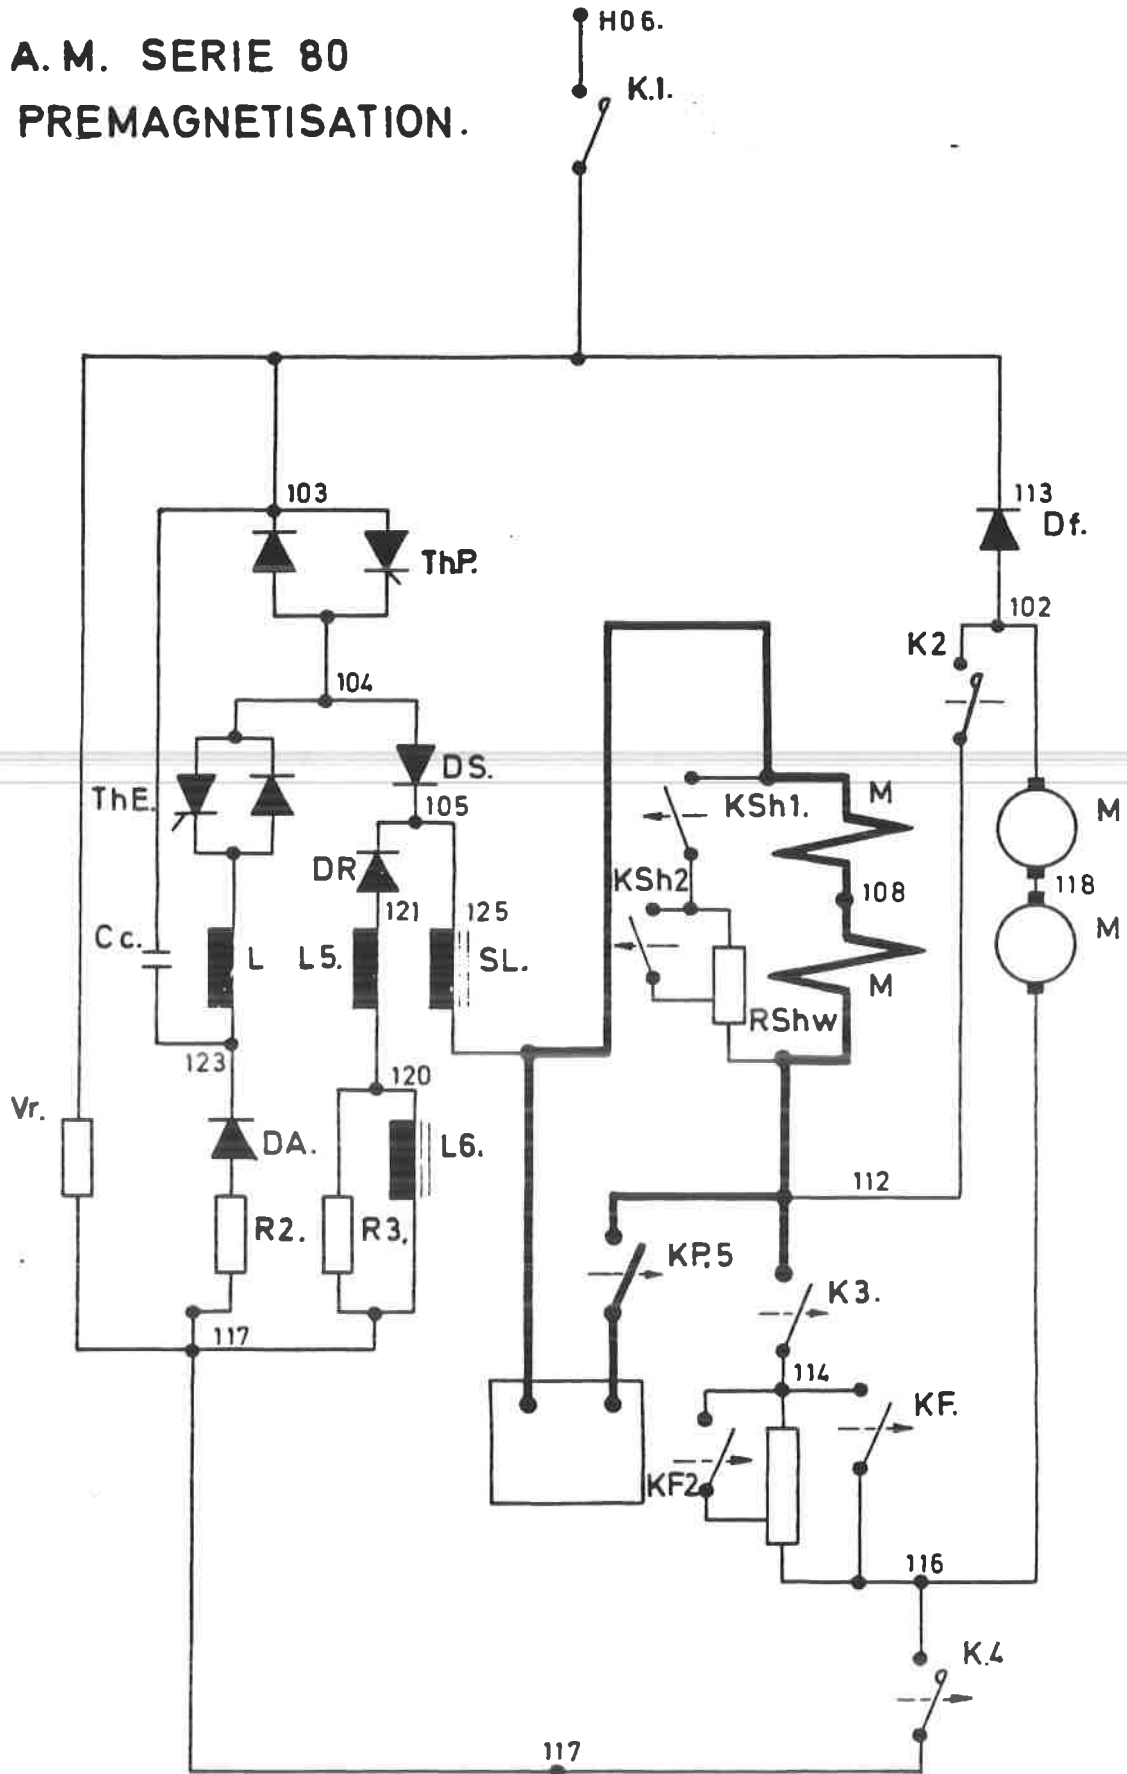 A.M. SERIE 80
PREMAGNETISATION.
H06.
K.1.
103
ThP.
113
Df.
102
K2
104
DS.
ThE.
105
KSh1.
M
M
DR
KSh2
108
118
121
125
Cc.
L
L5.
SL.
M
M
RShw
123
120
Vr.
DA.
L6.
112
R2.
R3.
KP.5
K3.
117
114
KF.
KF2
116
K.4
117